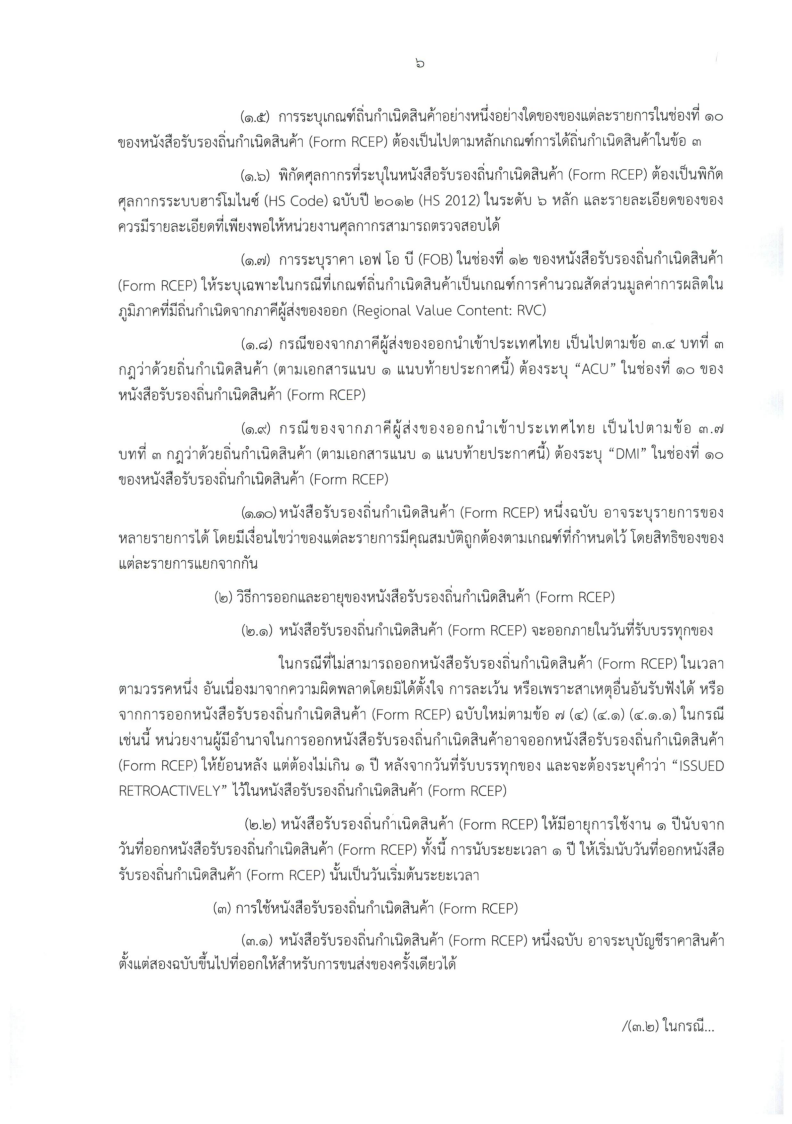 ๖
(๑.๕) การระบุเกณฑ์ถิ่นกำเนิดสินค้าอย่างหนึ่งอย่างใดของของแต่ละรายการในช่องที่ ๑๐
ของหนังสือรับรองถิ่นกำเนิดสินค้า (Form RCEP) ต้องเป็นไปตามหลักเกณฑ์การได้ถิ่นกำเนิดสินค้าในข้อ ๓
(๑.๖) พิกัดศุลกากรที่ระบุในหนังสือรับรองถิ่นกำเนิดสินค้า (Form RCEP) ต้องเป็นพิกัด
ศุลกากรระบบฮาร์โมไนซ์ (HS Code) ฉบับปี ๒๐๑๒ (HS 2012) ในระดับ ๖ หลัก และรายละเอียดของของ
ควรมีรายละเอียดที่เพียงพอให้หน่วยงานศุลกากรสามารถตรวจสอบได้
(๑.๗) การระบุราคา เอฟ โอ บี (FOB) ในช่องที่ ๑๒ ของหนังสือรับรองถิ่นกำเนิดสินค้า
(Form RCEP) ให้ระบุเฉพาะในกรณีที่เกณฑ์ถิ่นกำเนิดสินค้าเป็นเกณฑ์การคำนวณสัดส่วนมูลค่าการผลิตใน
ภูมิภาคที่มีถิ่นกำเนิดจากภาคีผู้ส่งของออก (Regional Value Content: RVC)
(๑.๘) กรณีของจากภาคีผู้ส่งของออกนำเข้าประเทศไทย เป็นไปตามข้อ ๓.๔ บทที่ ๓
กฎว่าด้วยถิ่นกำเนิดสินค้า (ตามเอกสารแนบ ๑ แนบท้ายประกาศนี้) ต้องระบุ “ACU” ในช่องที่ ๑๐ ของ
หนังสือรับรองถิ่นกำเนิดสินค้า (Form RCEP)
(๑.๙) กรณีของจากภาคีผู้ส่งของออกนำเข้าประเทศไทย เป็นไปตามข้อ ๓.๗
บทที่ ๓ กฎว่าด้วยถิ่นกำเนิดสินค้า (ตามเอกสารแนบ ๑ แนบท้ายประกาศนี้) ต้องระบุ “DMI” ในช่องที่ ๑๐
ของหนังสือรับรองถิ่นกำเนิดสินค้า (Form RCEP)
(๑.๑๐) หนังสือรับรองถิ่นกำเนิดสินค้า (Form RCEP) หนึ่งฉบับ อาจระบุรายการของ
หลายรายการได้ โดยมีเงื่อนไขว่าของแต่ละรายการมีคุณสมบัติถูกต้องตามเกณฑ์ที่กำหนดไว้ โดยสิทธิของของ
แต่ละรายการแยกจากกัน
(๒) วิธีการออกและอายุของหนังสือรับรองถิ่นกำเนิดสินค้า (Form RCEP)
(๒.๑) หนังสือรับรองถิ่นกำเนิดสินค้า (Form RCEP) จะออกภายในวันที่รับบรรทุกของ
ในกรณีที่ไม่สามารถออกหนังสือรับรองถิ่นกำเนิดสินค้า (Form RCEP) ในเวลา
ตามวรรคหนึ่ง อันเนื่องมาจากความผิดพลาดโดยมิได้ตั้งใจ การละเว้น หรือเพราะสาเหตุอื่นอันรับฟังได้ หรือ
จากการออกหนังสือรับรองถิ่นกำเนิดสินค้า (Form RCEP) ฉบับใหม่ตามข้อ ๗ (๔) (๔.๑) (๔.๑.๑) ในกรณี
เช่นนี้ หน่วยงานผู้มีอำนาจในการออกหนังสือรับรองถิ่นกำเนิดสินค้าอาจออกหนังสือรับรองถิ่นกำเนิดสินค้า
(Form RCEP) ให้ย้อนหลัง แต่ต้องไม่เกิน ๑ ปี หลังจากวันที่รับบรรทุกของ และจะต้องระบุคำว่า “ISSUED
RETROACTIVELY” ไว้ในหนังสือรับรองถิ่นกำเนิดสินค้า (Form RCEP)
(๒.๒) หนังสือรับรองถิ่นกำเนิดสินค้า (Form RCEP) ให้มีอายุการใช้งาน ๑ ปีนับจาก
วันที่ออกหนังสือรับรองถิ่นกำเนิดสินค้า (Form RCEP) ทั้งนี้ การนับระยะเวลา ๑ ปี ให้เริ่มนับวันที่ออกหนังสือ
รับรองถิ่นกำเนิดสินค้า (Form RCEP) นั้นเป็นวันเริ่มต้นระยะเวลา
(๓) การใช้หนังสือรับรองถิ่นกำเนิดสินค้า (Form RCEP)
(๓.๑) หนังสือรับรองถิ่นกำเนิดสินค้า (Form RCEP) หนึ่งฉบับ อาจระบุบัญชีราคาสินค้า
ตั้งแต่สองฉบับขึ้นไปที่ออกให้สำหรับการขนส่งของครั้งเดียวได้
/(๓.๒) ในกรณี...